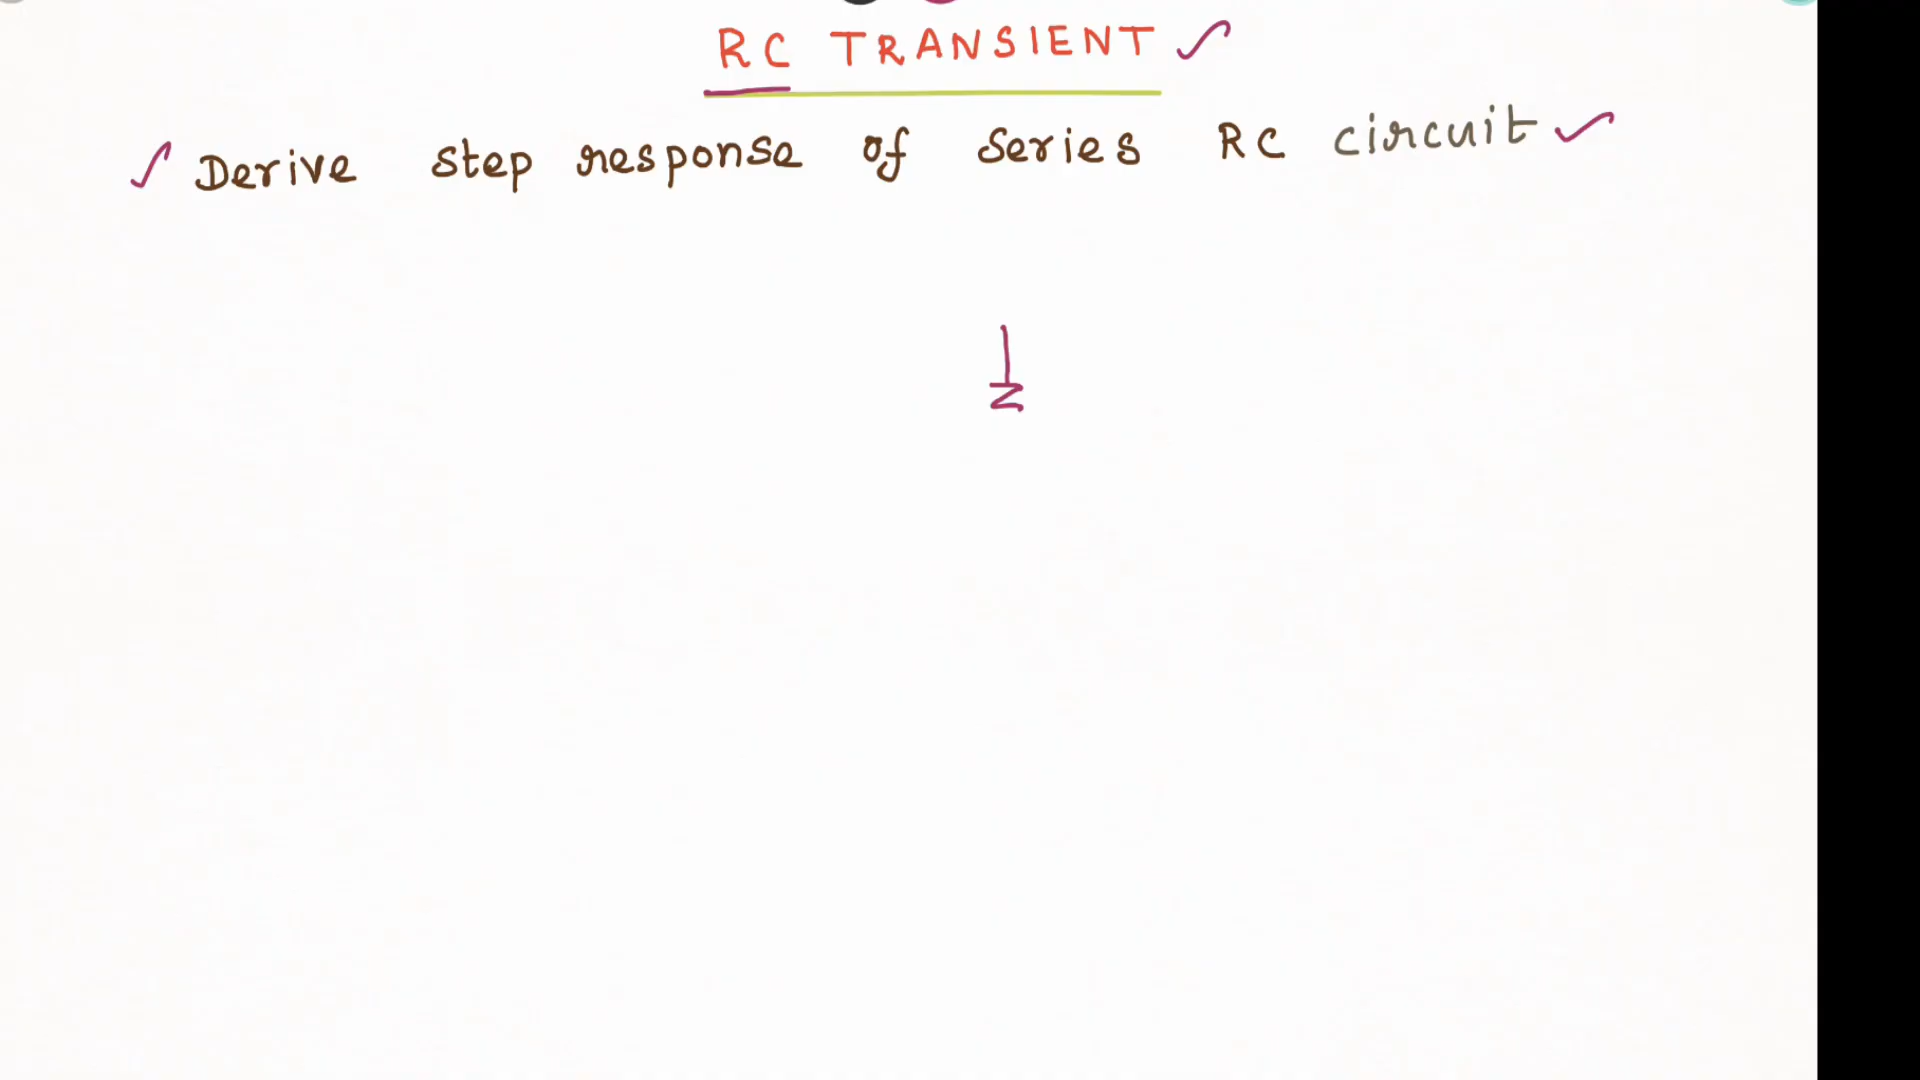 RC TRANSIENT
Derive step response of Series RC circuit